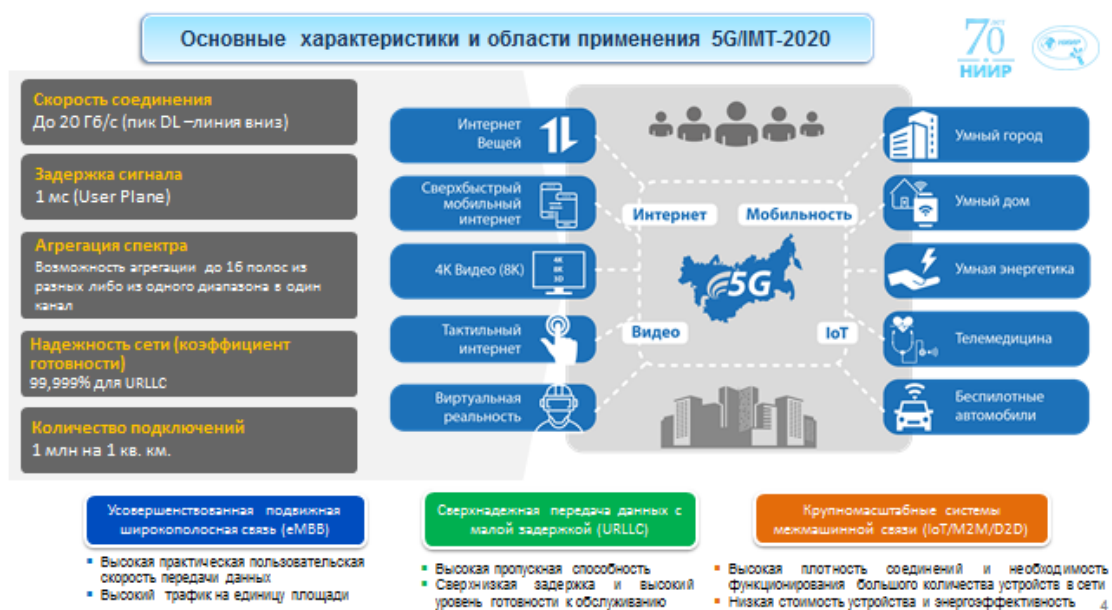 Основные характеристики и области применения 5G/IMT-2020
70
ЛЕТ
НИИР
НИИР
Скорость соединения
До 20 Гб/с (пик DL –линия вниз)
Задержка сигнала
1 мс (User Plane)
Агрегация спектра
Возможность агрегации до 16 полос из
разных либо из одного диапазона в один
канал
Надежность сети (коэффициент
готовности)
99,999% для URLLC
Количество подключений
1 млн на 1 кв. км.
Интернет
Вещей
Сверхбыстрый
мобильный
интернет
4К Видео (8К)
4K
8K
3D
Тактильный
интернет
Виртуальная
реальность
Интернет
Мобильность
5G
Видео
IoT
Умный город
Умный дом
Умная энергетика
Телемедицина
Беспилотные
автомобили
Усовершенствованная подвижная
широкополосная связь (eMBB)
▪ Высокая практическая пользовательская
скорость передачи данных
▪ Высокий трафик на единицу площади
Сверхнадежная передача данных с
малой задержкой (URLLC)
▪ Высокая пропускная способность
▪ Сверхнизкая задержка и высокий
уровень готовности к обслуживанию
Крупномасштабные системы
межмашинной связи (IoT/M2M/D2D)
▪ Высокая плотность соединений и необходимость
функционирования большого количества устройств в сети
▪ Низкая стоимость устройства и энергоэффективность
4